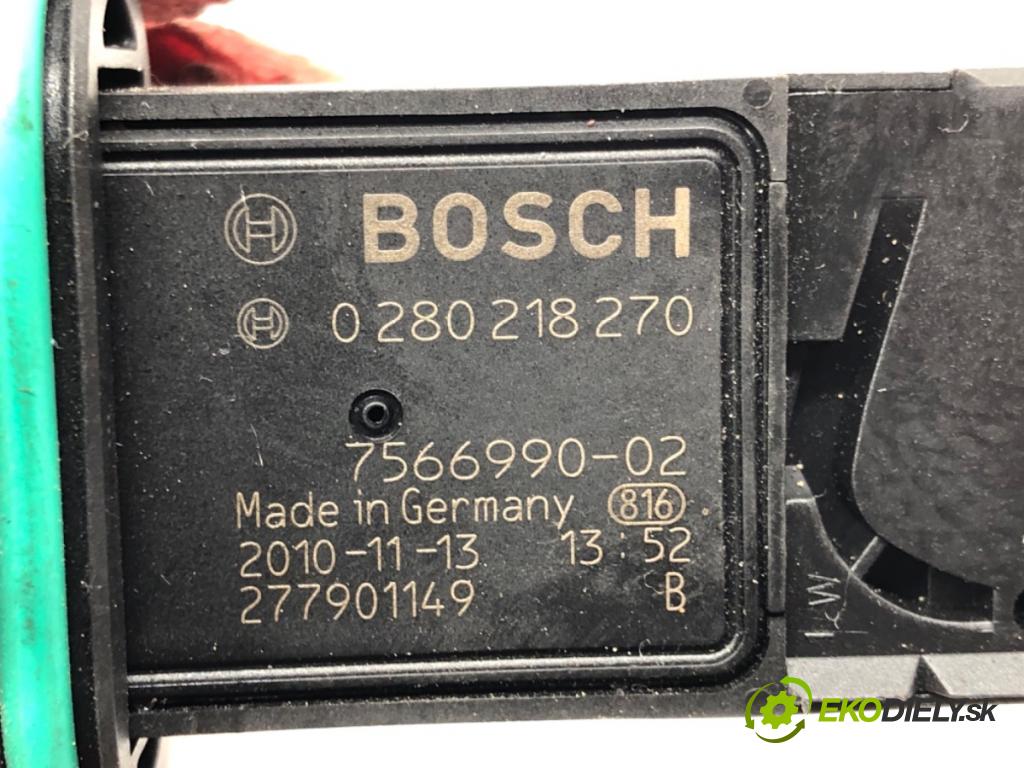 BOSCH
0 280 218 270
7566990-02
Made in Germany 816
2010-11-13 13:52
277901149 B
EKODIELY.SK